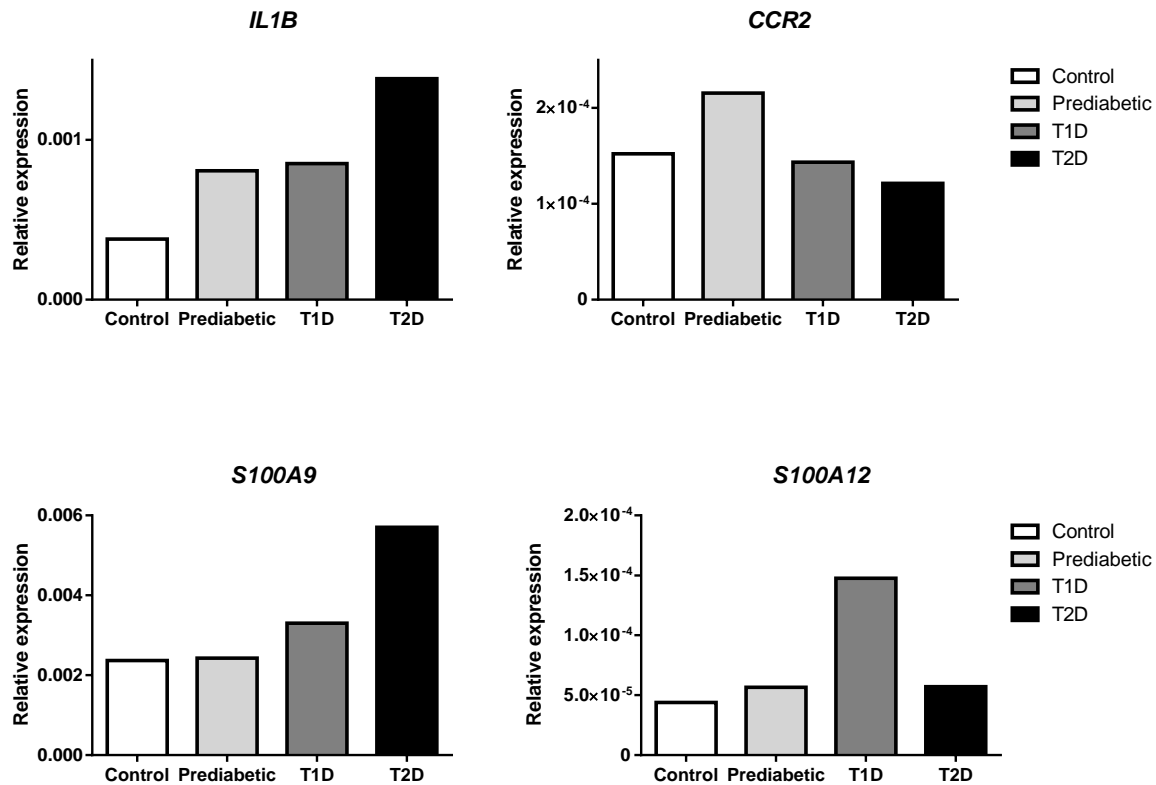 IL1B
Relative expression
0.001
0.000
Control Prediabetic T1D T2D
CCR2
Relative expression
2×10⁻⁴
1×10⁻⁴
0
Control Prediabetic T1D T2D
Control
Prediabetic
T1D
T2D
S100A9
Relative expression
0.006
0.004
0.002
0.000
Control Prediabetic T1D T2D
S100A12
Relative expression
2.0×10⁻⁴
1.5×10⁻⁴
1.0×10⁻⁴
5.0×10⁻⁵
0
Control Prediabetic T1D T2D
Control
Prediabetic
T1D
T2D